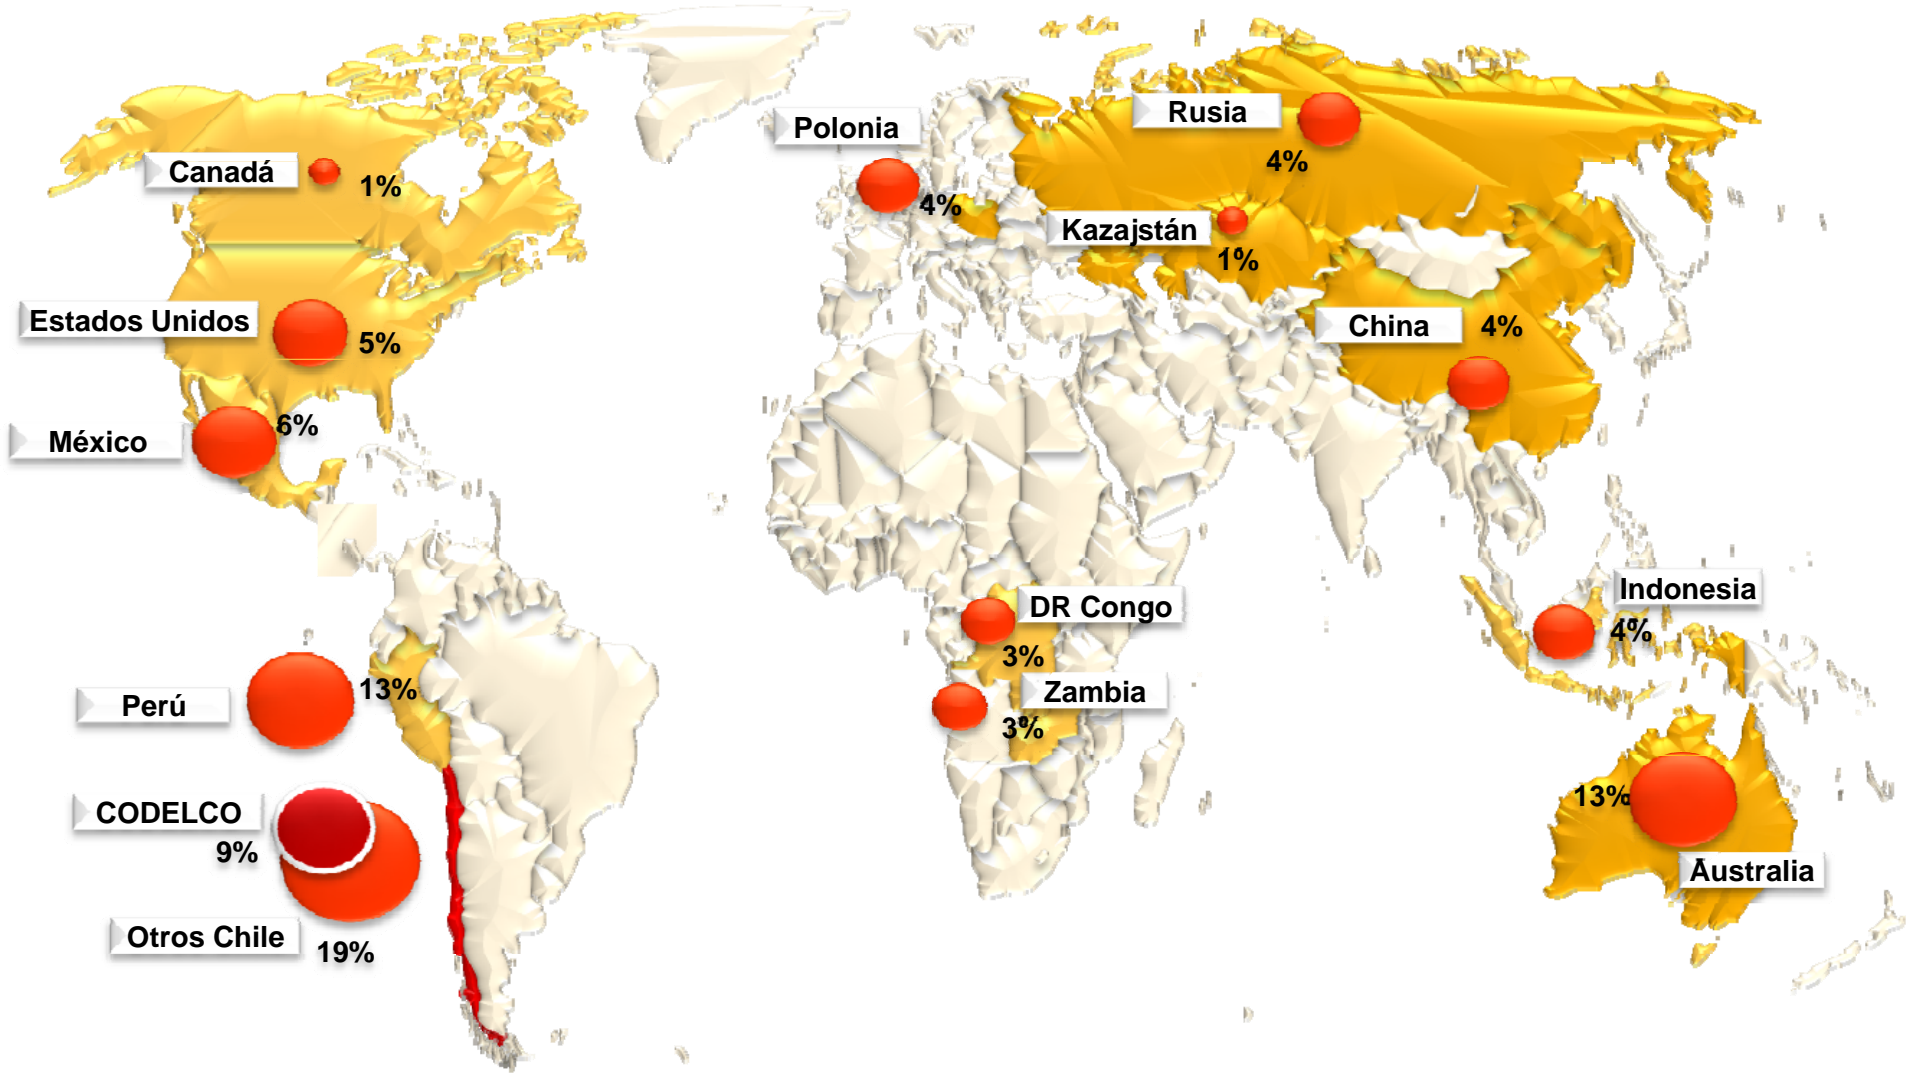 Canadá
1%
Estados Unidos
5%
México
6%
Perú
13%
CODELCO
9%
Otros Chile
19%
Polonia
4%
Rusia
4%
Kazajstán
1%
China
4%
DR Congo
3%
Zambia
3%
Indonesia
4%
13%
Australia